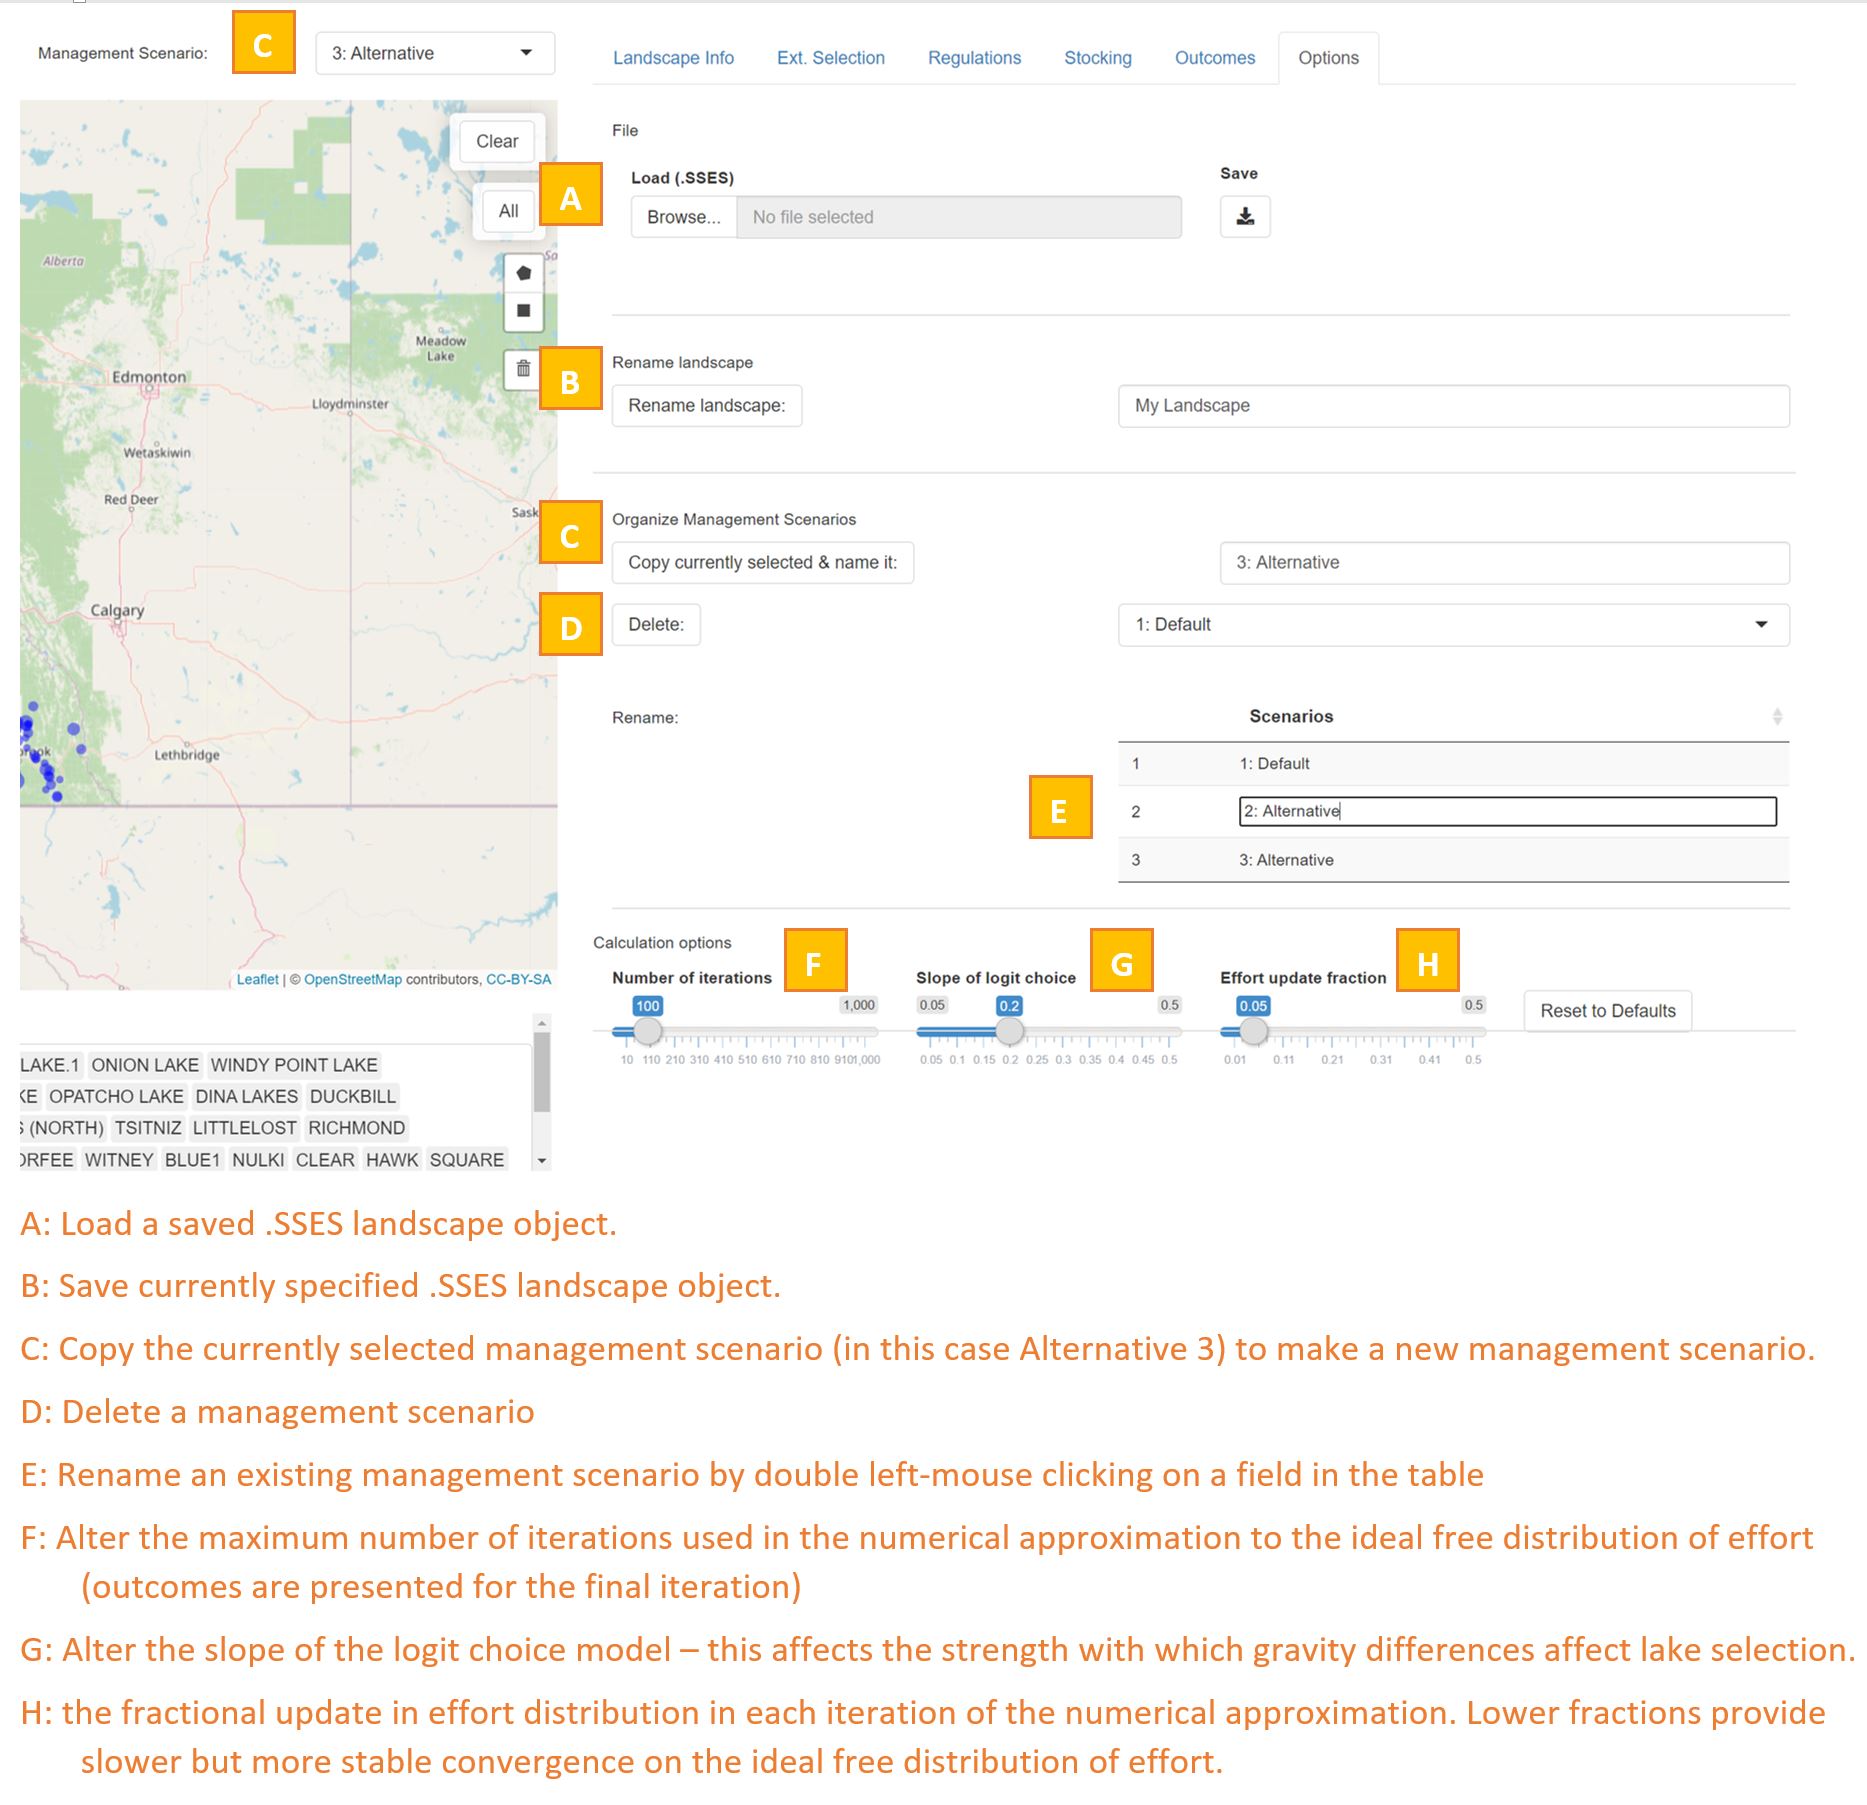 Management Scenario:
C
3: Alternative
Landscape Info
Ext. Selection
Regulations
Stocking
Outcomes
Options
Clear
All
Alberta
Meadow
Lake
Edmonton
Lloydminster
Wetaskiwin
Red Deer
Sask
Calgary
Lethbridge
Leaflet | © OpenStreetMap contributors, CC-BY-SA
File
A
Load (.SSES)
Browse...
No file selected
Save
B
Rename landscape
Rename landscape:
My Landscape
C
Organize Management Scenarios
Copy currently selected & name it:
3: Alternative
D
Delete:
1: Default
Rename:
Scenarios
1 1: Default
E
2 2: Alternative
3 3: Alternative
Calculation options
Number of iterations
F
100
1,000
10 110 210 310 410 510 610 710 810 910 1,000
Slope of logit choice
G
0.05
0.2
0.5
0.05 0.1 0.15 0.2 0.25 0.3 0.35 0.4 0.45 0.5
Effort update fraction
H
0.05
0.5
0.01 0.11 0.21 0.31 0.41 0.5
Reset to Defaults
LAKE.1 ONION LAKE WINDY POINT LAKE
KE OPATCHO LAKE DINA LAKES DUCKBILL
S (NORTH) TSITNIZ LITTLELOST RICHMOND
ORFEE WITNEY BLUE1 NULKI CLEAR HAWK SQUARE
A: Load a saved .SSES landscape object.
B: Save currently specified .SSES landscape object.
C: Copy the currently selected management scenario (in this case Alternative 3) to make a new management scenario.
D: Delete a management scenario
E: Rename an existing management scenario by double left-mouse clicking on a field in the table
F: Alter the maximum number of iterations used in the numerical approximation to the ideal free distribution of effort
(outcomes are presented for the final iteration)
G: Alter the slope of the logit choice model – this affects the strength with which gravity differences affect lake selection.
H: the fractional update in effort distribution in each iteration of the numerical approximation. Lower fractions provide
slower but more stable convergence on the ideal free distribution of effort.